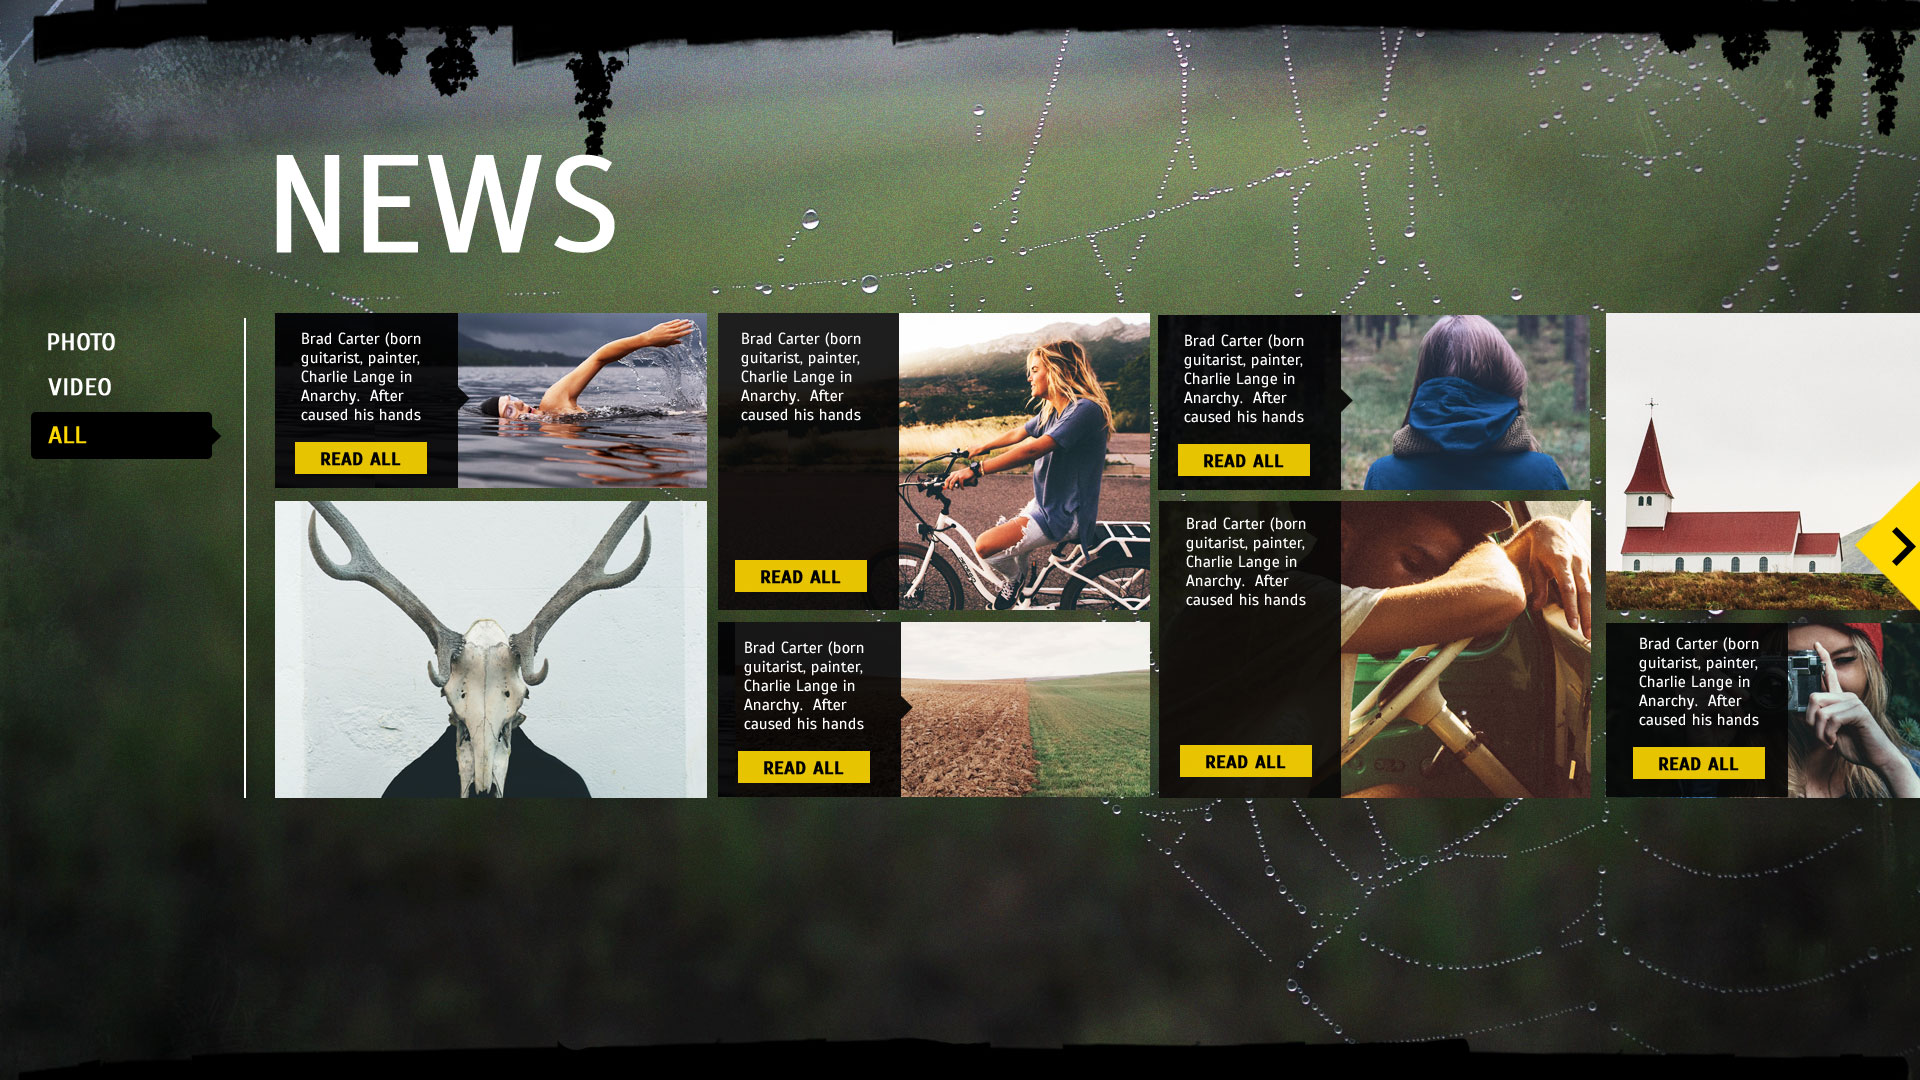 NEWS
PHOTO
VIDEO
ALL
Brad Carter (born
guitarist, painter,
Charlie Lange in
Anarchy.  After
caused his hands
READ ALL
Brad Carter (born
guitarist, painter,
Charlie Lange in
Anarchy.  After
caused his hands
READ ALL
Brad Carter (born
guitarist, painter,
Charlie Lange in
Anarchy.  After
caused his hands
READ ALL
Brad Carter (born
guitarist, painter,
Charlie Lange in
Anarchy.  After
caused his hands
READ ALL
Brad Carter (born
guitarist, painter,
Charlie Lange in
Anarchy.  After
caused his hands
READ ALL
Brad Carter (born
guitarist, painter,
Charlie Lange in
Anarchy.  After
caused his hands
READ ALL